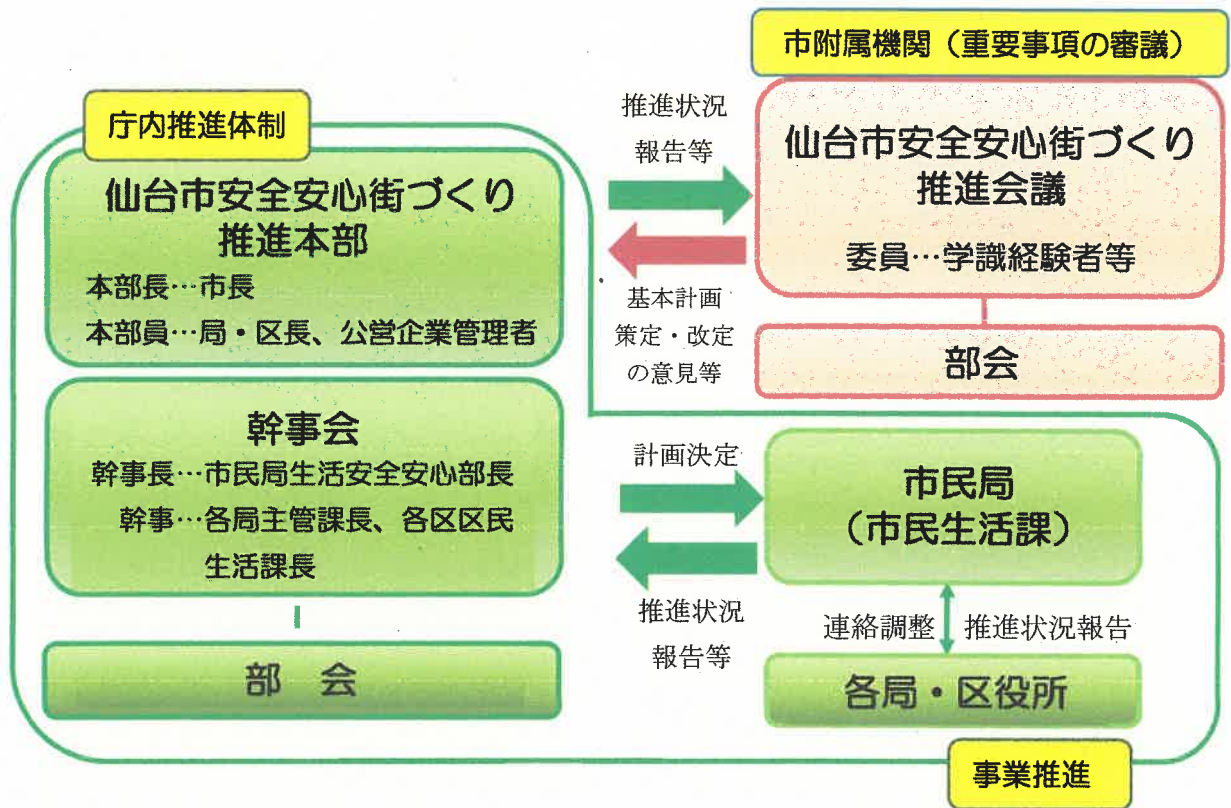 市附属機関（重要事項の審議）
仙台市安全安心街づくり
推進会議
委員…学識経験者等
部会
推進状況
報告等
基本計画
策定・改定
の意見等
庁内推進体制
仙台市安全安心街づくり
推進本部
本部長…市長
本部員…局・区長、公営企業管理者
幹事会
幹事長…市民局生活安全安心部長
幹事…各局主管課長、各区区民
生活課長
部　会
計画決定
推進状況
報告等
市民局
（市民生活課）
連絡調整
推進状況報告
各局・区役所
事業推進